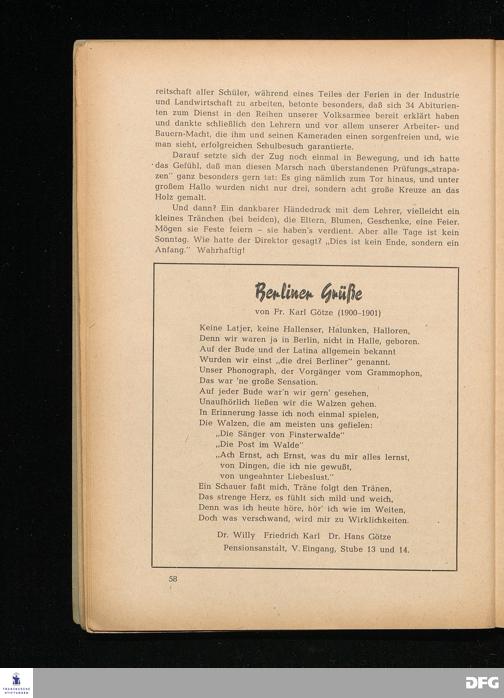 reitschaft aller Schüler, während eines Teiles der Ferien in der Industrie
und Landwirtschaft zu arbeiten, betonte besonders, daß sich 34 Abiturien-
ten zum Dienst in den Reihen unserer Volksarmee bereit erklärt haben
und dankte schließlich den Lehrern und vor allem unserer Arbeiter- und
Bauern-Macht, die ihm und seinen Kameraden einen sorgenfreien und, wie
man sieht, erfolgreichen Schulbesuch garantierte.
Darauf setzte sich der Zug noch einmal in Bewegung, und ich hatte
das Gefühl, daß man diesen Marsch nach überstandenen Prüfungs„strapa-
zen" ganz besonders gern tat: Es ging nämlich zum Tor hinaus, und unter
großem Hallo wurden nicht nur drei, sondern acht große Kreuze an das
Holz gemalt.
Und dann? Ein dankbarer Händedruck mit dem Lehrer, vielleicht ein
kleines Tränchen (bei beiden), die Eltern, Blumen, Geschenke, eine Feier.
Mögen sie Feste feiern – sie haben's verdient. Aber alle Tage ist kein
Sonntag. Wie hatte der Direktor gesagt? „Dies ist kein Ende, sondern ein
Anfang." Wahrhaftig!
Berliner Grüße
von Fr. Karl Götze (1900–1901)
Keine Latjer, keine Hallenser, Halunken, Halloren,
Denn wir waren ja in Berlin, nicht in Halle, geboren.
Auf der Bude und der Latina allgemein bekannt
Wurden wir einst „die drei Berliner" genannt.
Unser Phonograph, der Vorgänger vom Grammophon,
Das war 'ne große Sensation.
Auf jeder Bude war'n wir gern' gesehen,
Unaufhörlich ließen wir die Walzen gehen.
In Erinnerung lasse ich noch einmal spielen,
Die Walzen, die am meisten uns gefielen:
„Die Sänger von Finsterwalde"
„Die Post im Walde"
„Ach Ernst, ach Ernst, was du mir alles lernst,
von Dingen, die ich nie gewußt,
von ungeahnter Liebeslust."
Ein Schauer faßt mich, Träne folgt den Tränen,
Das strenge Herz, es fühlt sich mild und weich,
Denn was ich heute höre, hör' ich wie im Weiten,
Doch was verschwand, wird mir zu Wirklichkeiten.
Dr. Willy Friedrich Karl Dr. Hans Götze
Pensionsanstalt, V. Eingang, Stube 13 und 14.
58
FRANCKESCHE
STIFTUNGEN
DFG